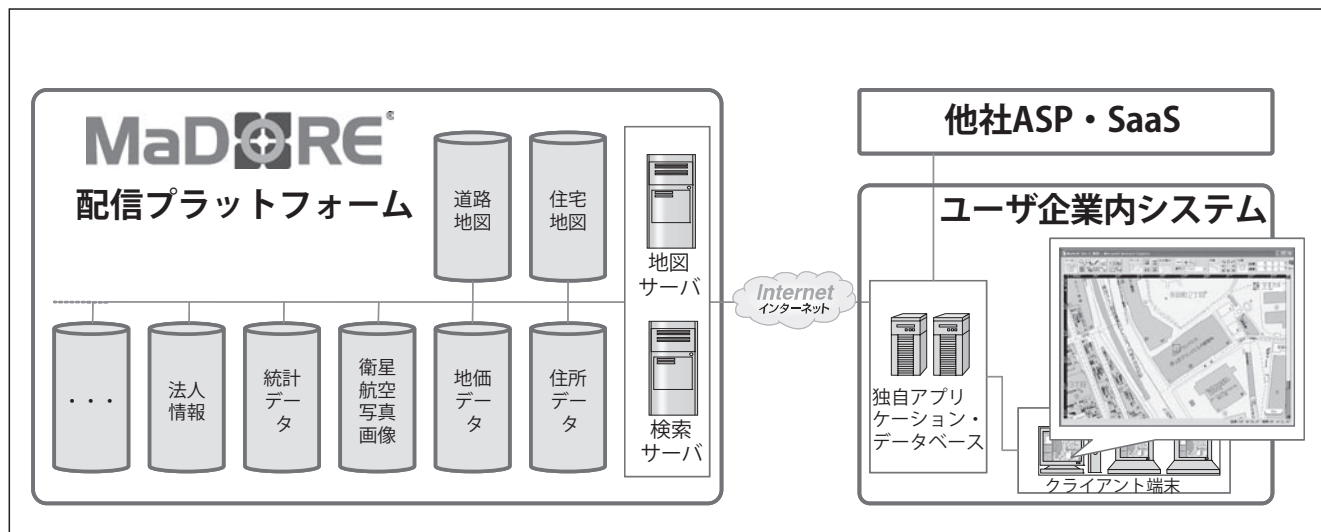 MaDORE®
配信プラットフォーム
道路
地図
住宅
地図
地図
サーバ
・・・
法人
情報
統計
デー
タ
衛星
航空
写真
画像
地価
デー
タ
住所
デー
タ
検索
サーバ
Internet
インターネット
他社ASP・SaaS
ユーザ企業内システム
独自アプリ
ケーション・
データベース
クライアント端末